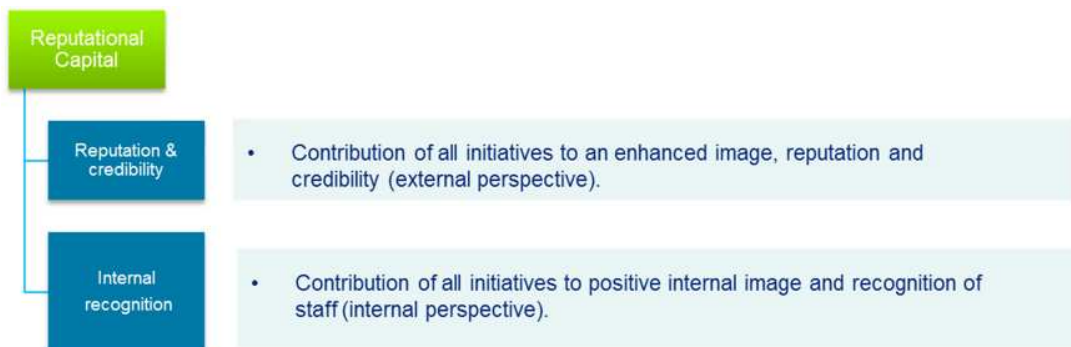 Reputational
Capital
Reputation &
credibility
• Contribution of all initiatives to an enhanced image, reputation and
credibility (external perspective).
Internal
recognition
• Contribution of all initiatives to positive internal image and recognition of
staff (internal perspective).